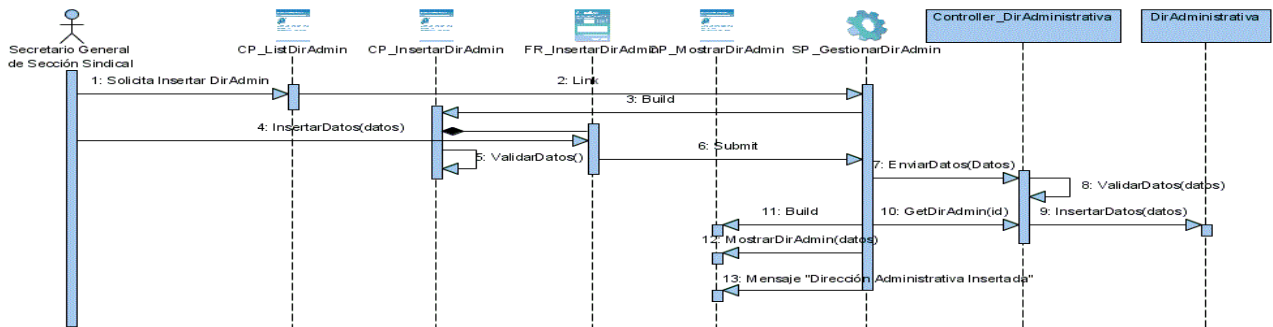 Secretario General
de Sección Sindical
CP_ListDirAdmin
CP_InsertarDirAdmin
FR_InsertarDirAdmin
CP_MostrarDirAdmin
SP_GestionarDirAdmin
Controller_DirAdministrativa
DirAdministrativa
1: Solicita Insertar DirAdmin
2: Link
3: Build
4: InsertarDatos(datos)
5: ValidarDatos()
6: Submit
7: EnviarDatos(Datos)
8: ValidarDatos(datos)
11: Build
10: GetDirAdmin(id)
9: InsertarDatos(datos)
12: MostrarDirAdmin(datos)
13: Mensaje "Dirección Administrativa Insertada"